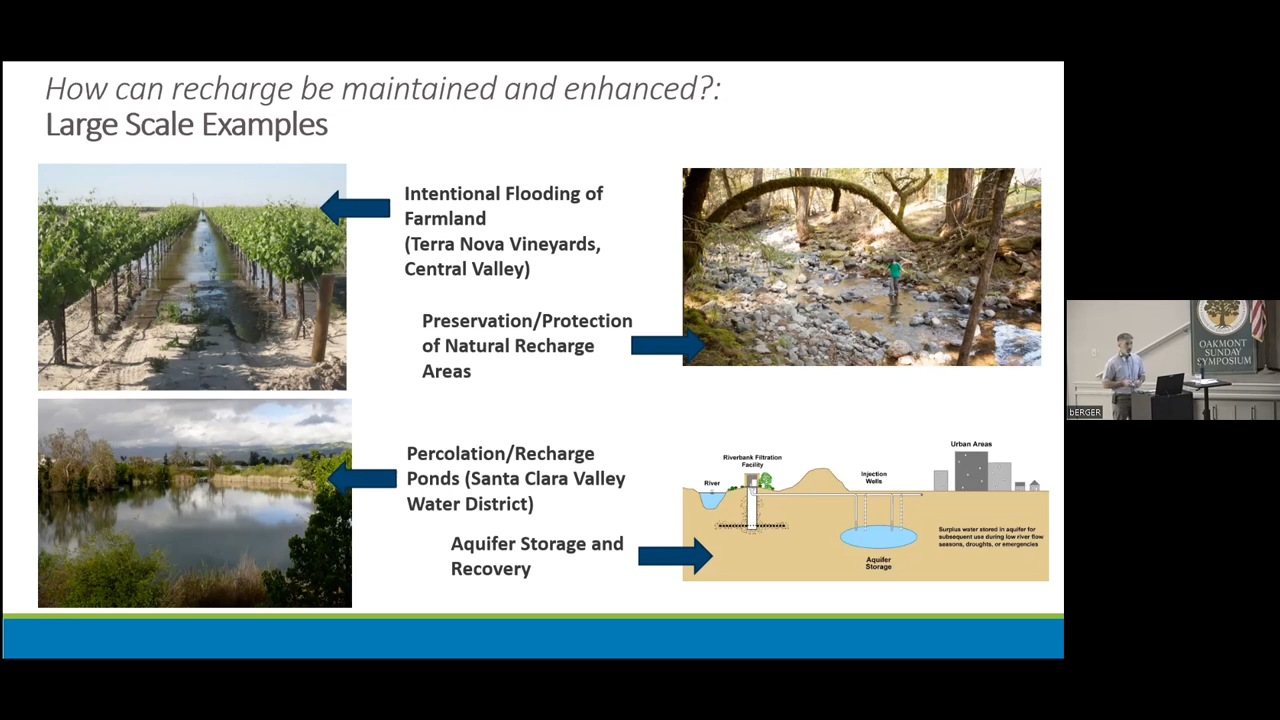 How can recharge be maintained and enhanced?:
Large Scale Examples
Intentional Flooding of
Farmland
(Terra Nova Vineyards,
Central Valley)
Preservation/Protection
of Natural Recharge
Areas
Percolation/Recharge
Ponds (Santa Clara Valley
Water District)
Aquifer Storage and
Recovery
Urban Areas
Riverbank Filtration
Facility
River
Injection
Wells
Surplus water stored in aquifer for
subsequent use during low river flow
seasons, droughts, or emergencies
Aquifer
Storage
OAKMONT
SUNDAY
SYMPOSIUM
bERGER